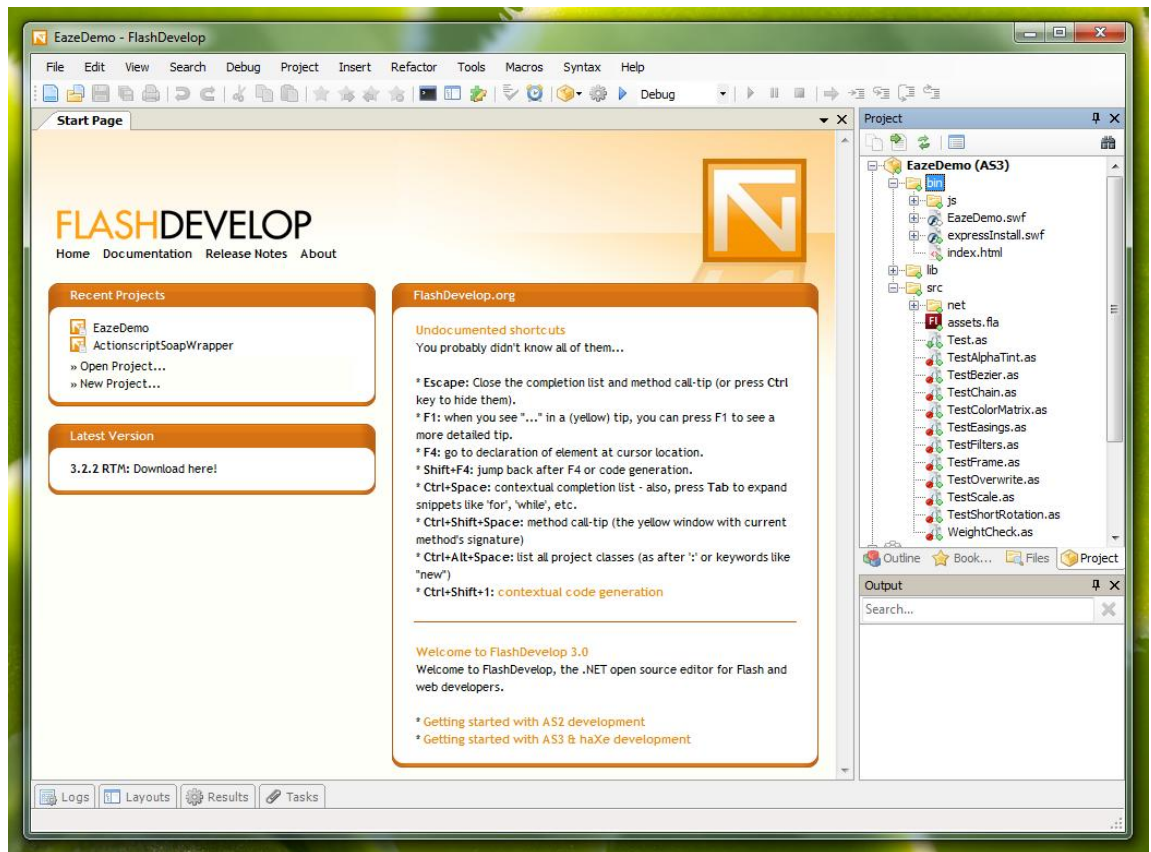 EazeDemo - FlashDevelop
File Edit View Search Debug Project Insert Refactor Tools Macros Syntax Help
Debug
Start Page
FLASHDEVELOP
Home Documentation Release Notes About
Recent Projects
EazeDemo
ActionscriptSoapWrapper
» Open Project...
» New Project...
Latest Version
3.2.2 RTM: Download here!
FlashDevelop.org
Undocumented shortcuts
You probably didn't know all of them...
* Escape: Close the completion list and method call-tip (or press Ctrl
key to hide them).
* F1: when you see "..." in a (yellow) tip, you can press F1 to see a
more detailed tip.
* F4: go to declaration of element at cursor location.
* Shift+F4: jump back after F4 or code generation.
* Ctrl+Space: contextual completion list - also, press Tab to expand
snippets like 'for', 'while', etc.
* Ctrl+Shift+Space: method call-tip (the yellow window with current
method's signature)
* Ctrl+Alt+Space: list all project classes (as after ':' or keywords like
"new")
* Ctrl+Shift+1: contextual code generation
Welcome to FlashDevelop 3.0
Welcome to FlashDevelop, the .NET open source editor for Flash and
web developers.
* Getting started with AS2 development
* Getting started with AS3 & haXe development
Project
EazeDemo (AS3)
bin
js
EazeDemo.swf
expressInstall.swf
index.html
lib
src
net
Fl assets.fla
Test.as
TestAlphaTint.as
TestBezier.as
TestChain.as
TestColorMatrix.as
TestEasings.as
TestFilters.as
TestFrame.as
TestOverwrite.as
TestScale.as
TestShortRotation.as
WeightCheck.as
Outline Book... Files Project
Output
Search...
Logs Layouts Results Tasks